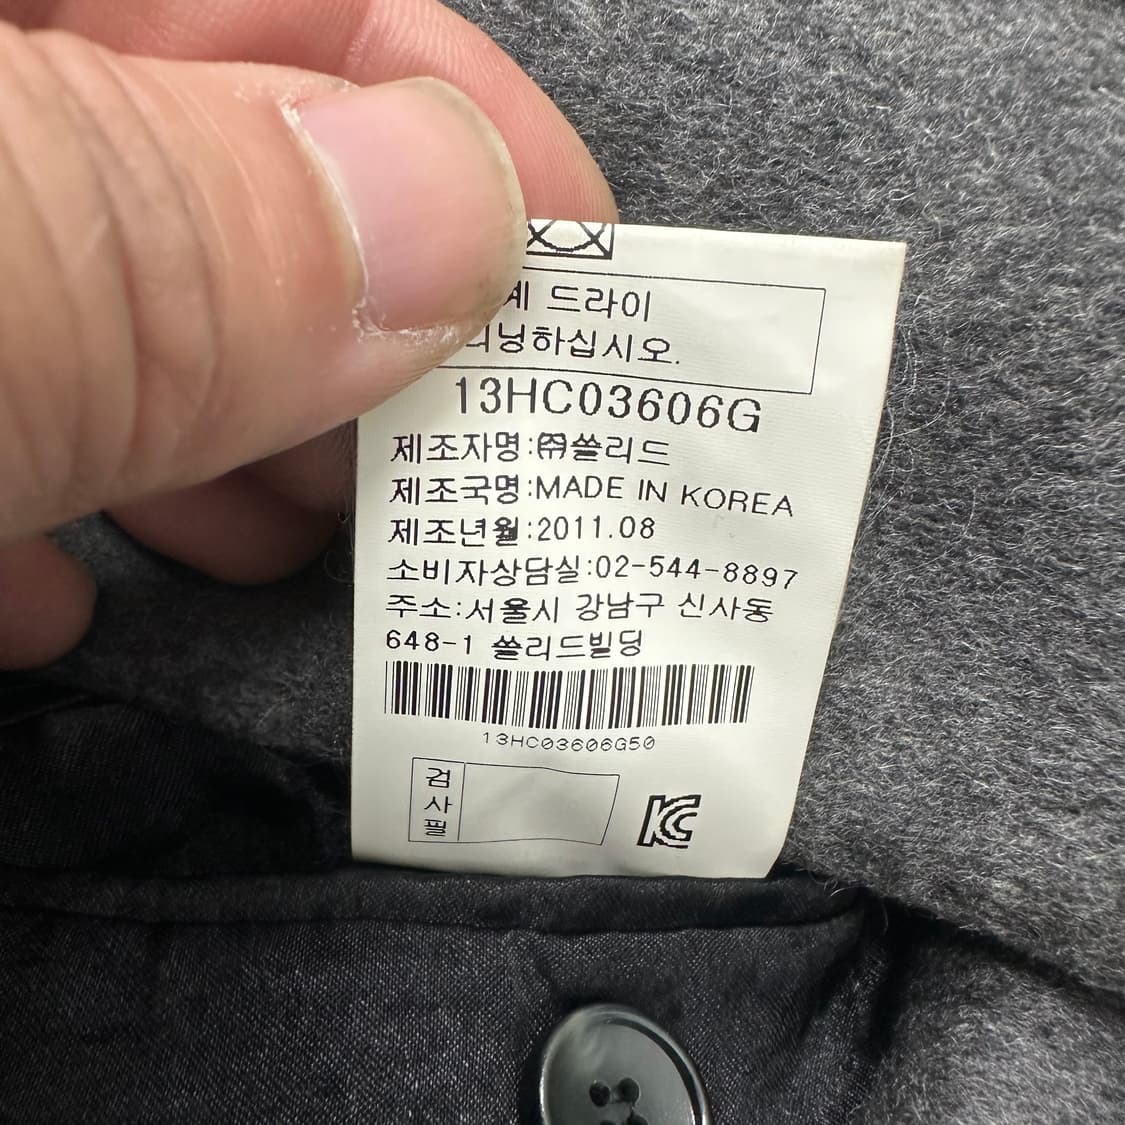 계 드라이
리닝하십시오.
13HC03606G
제조자명:㈜쏠리드
제조국명:MADE IN KOREA
제조년월:2011.08
소비자상담실:02-544-8897
주소:서울시 강남구 신사동
648-1 쏠리드빌딩
13HC03606G50
검
사
필
KC